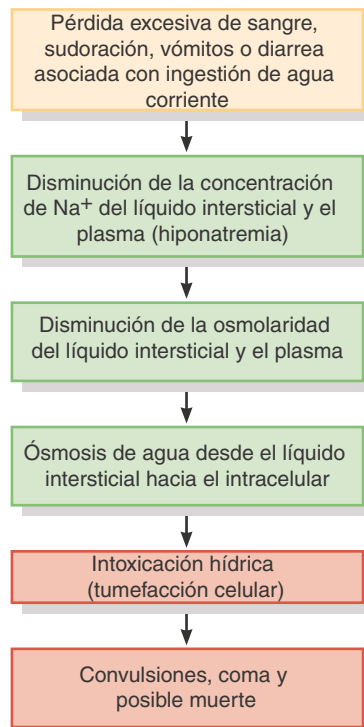 Pérdida excesiva de sangre,
sudoración, vómitos o diarrea
asociada con ingestión de agua
corriente
Disminución de la concentración
de Na+ del líquido intersticial y el
plasma (hiponatremia)
Disminución de la osmolaridad
del líquido intersticial y el plasma
Ósmosis de agua desde el líquido
intersticial hacia el intracelular
Intoxicación hídrica
(tumefacción celular)
Convulsiones, coma y
posible muerte